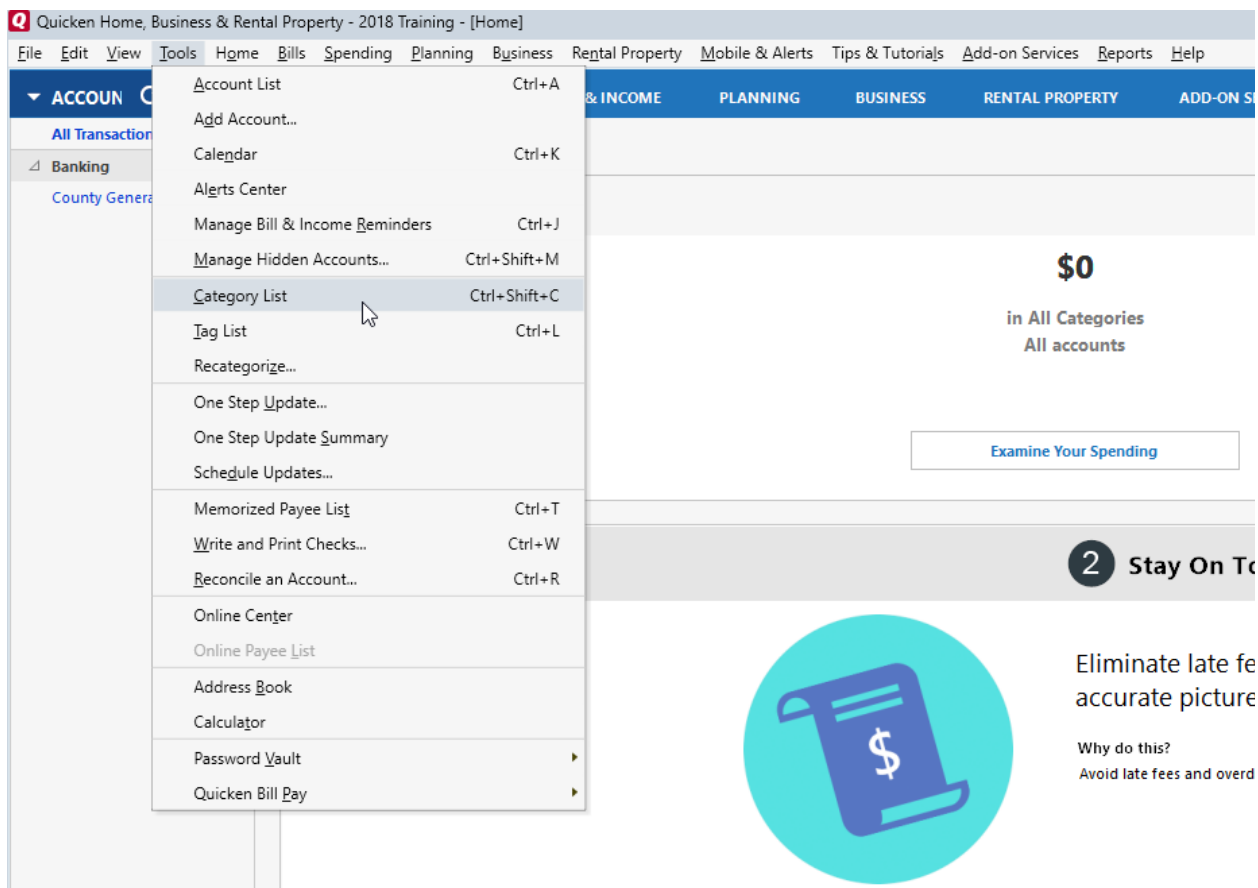 Quicken Home, Business & Rental Property - 2018 Training - [Home]
File Edit View Tools Home Bills Spending Planning Business Rental Property Mobile & Alerts Tips & Tutorials Add-on Services Reports Help
ACCOUN & INCOME PLANNING BUSINESS RENTAL PROPERTY ADD-ON
All Transaction
Banking
County Genera
Account List Ctrl+A
Add Account...
Calendar Ctrl+K
Alerts Center
Manage Bill & Income Reminders Ctrl+J
Manage Hidden Accounts... Ctrl+Shift+M
Category List Ctrl+Shift+C
Tag List Ctrl+L
Recategorize...
One Step Update...
One Step Update Summary
Schedule Updates...
Memorized Payee List Ctrl+T
Write and Print Checks... Ctrl+W
Reconcile an Account... Ctrl+R
Online Center
Online Payee List
Address Book
Calculator
Password Vault
Quicken Bill Pay
$0
in All Categories
All accounts
Examine Your Spending
2 Stay On To
$
Eliminate late fe
accurate picture
Why do this?
Avoid late fees and overd